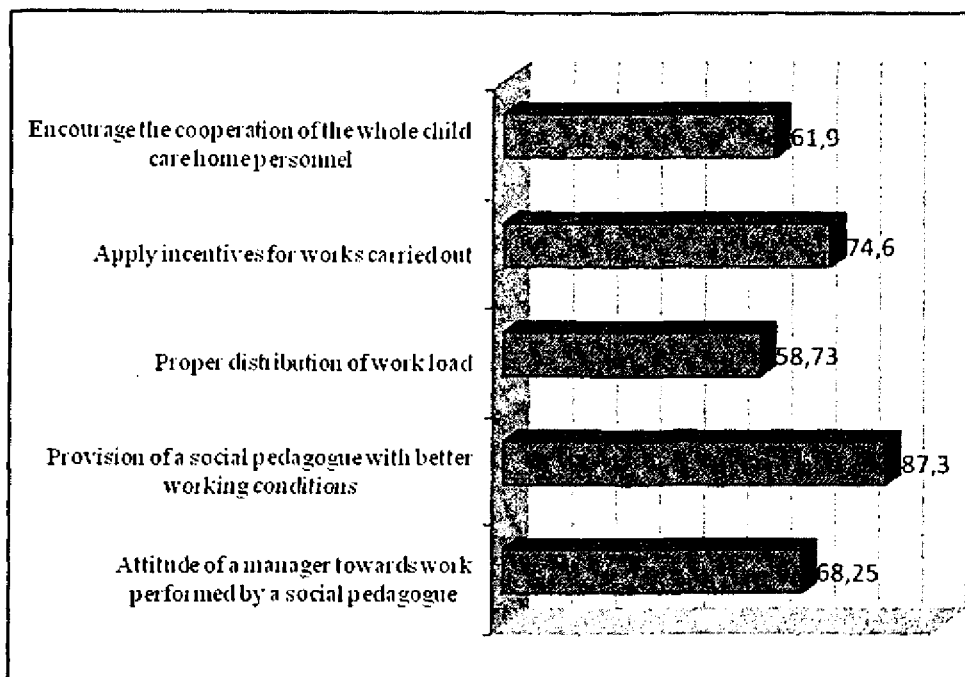 Encourage the cooperation of the whole child
care home personnel
61,9
Apply incentives for works carried out
74,6
Proper distribution of work load
58,73
Provision of a social pedagogue with better
working conditions
87,3
Attitude of a manager towards work
performed by a social pedagogue
68,25